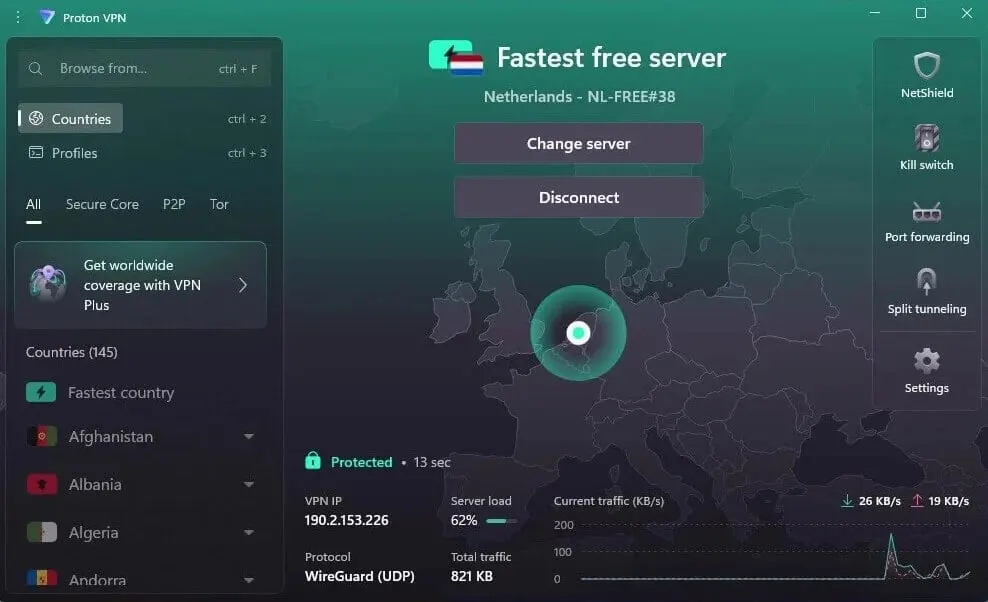 Proton VPN
Browse from...
ctrl + F
Countries
ctrl + 2
Profiles
ctrl + 3
All
Secure Core
P2P
Tor
Get worldwide
coverage with VPN
Plus
Countries (145)
Fastest country
Afghanistan
Albania
Algeria
Andorra
Fastest free server
Netherlands - NL-FREE#38
Change server
Disconnect
Protected • 13 sec
VPN IP
190.2.153.226
Server load
62%
Protocol
WireGuard (UDP)
Total traffic
821 KB
Current traffic (KB/s)
26 KB/s
19 KB/s
200
100
0
NetShield
Kill switch
Port forwarding
Split tunneling
Settings